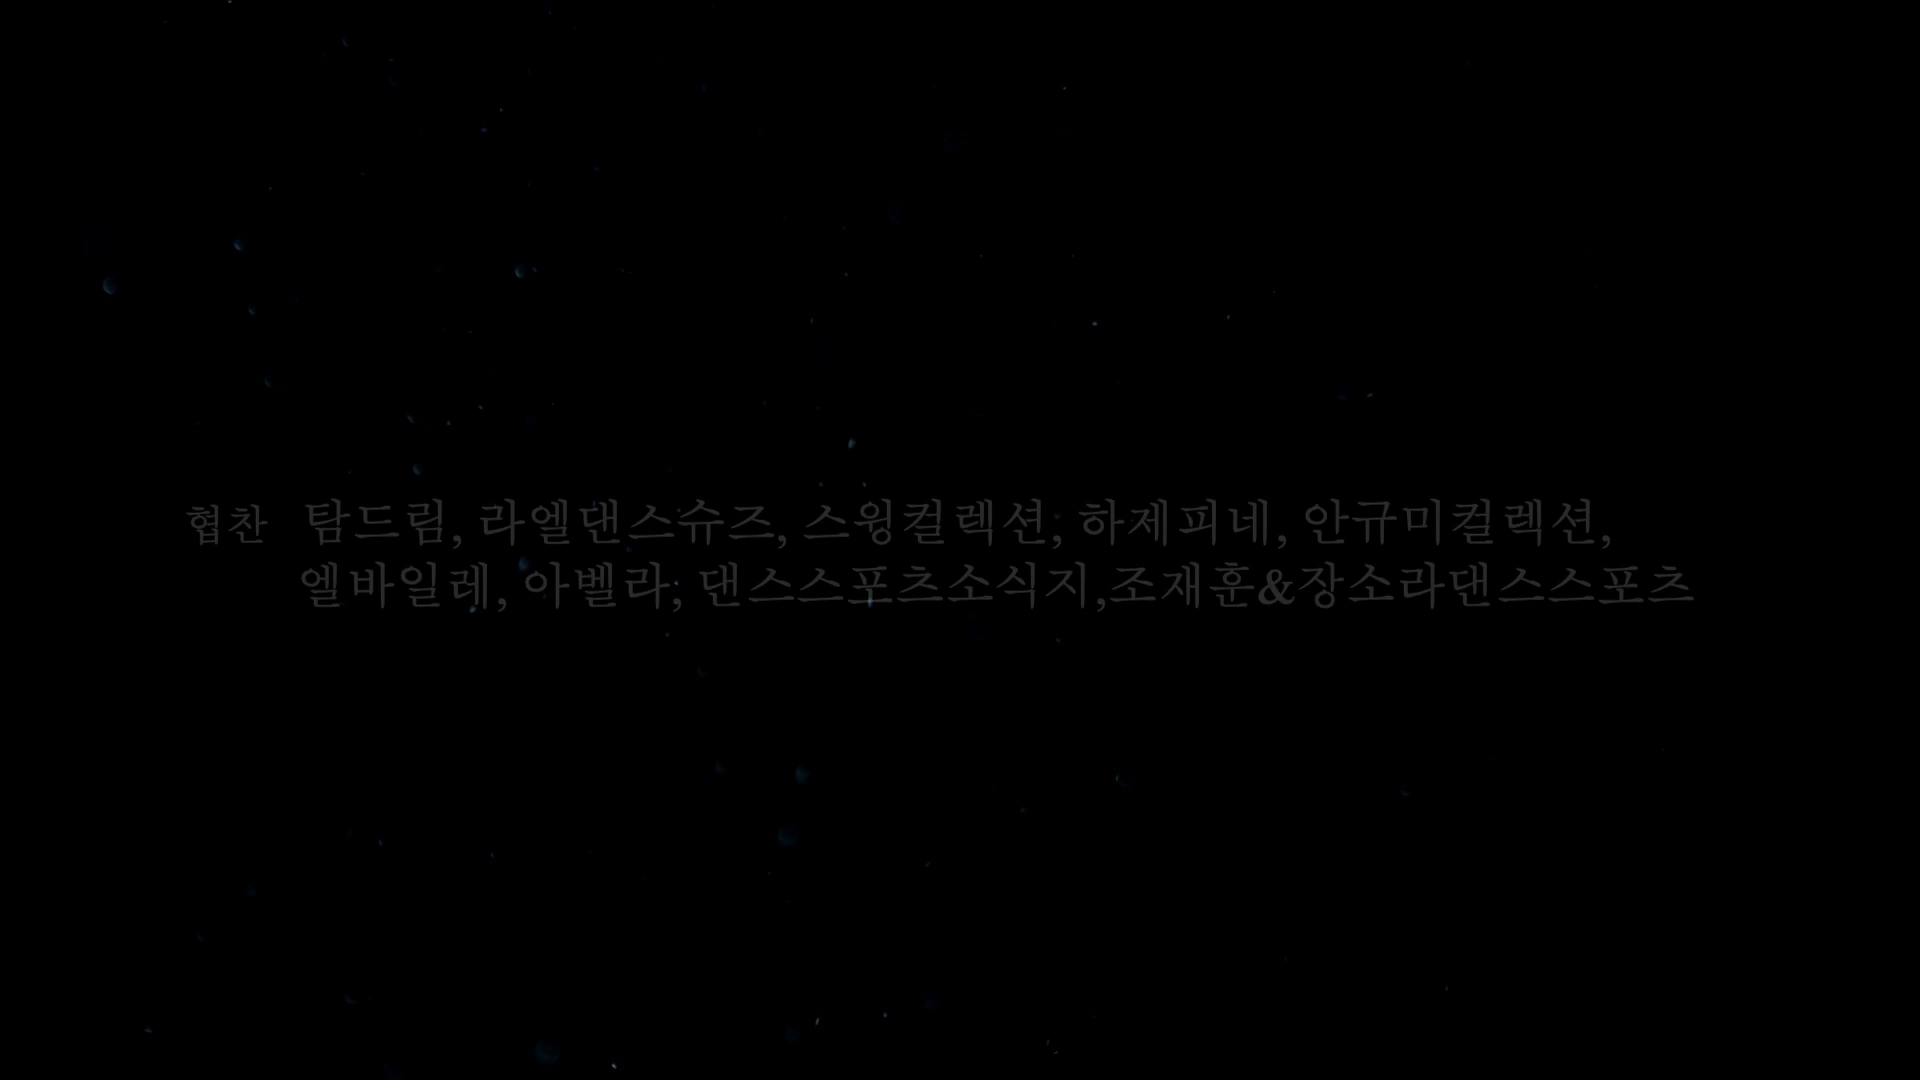 협찬 탐드림, 라엘댄스슈즈, 스윙컬렉션, 하제피네, 안규미컬렉션,
엘바일레, 아벨라, 댄스스포츠소식지,조재훈&장소라댄스스포츠